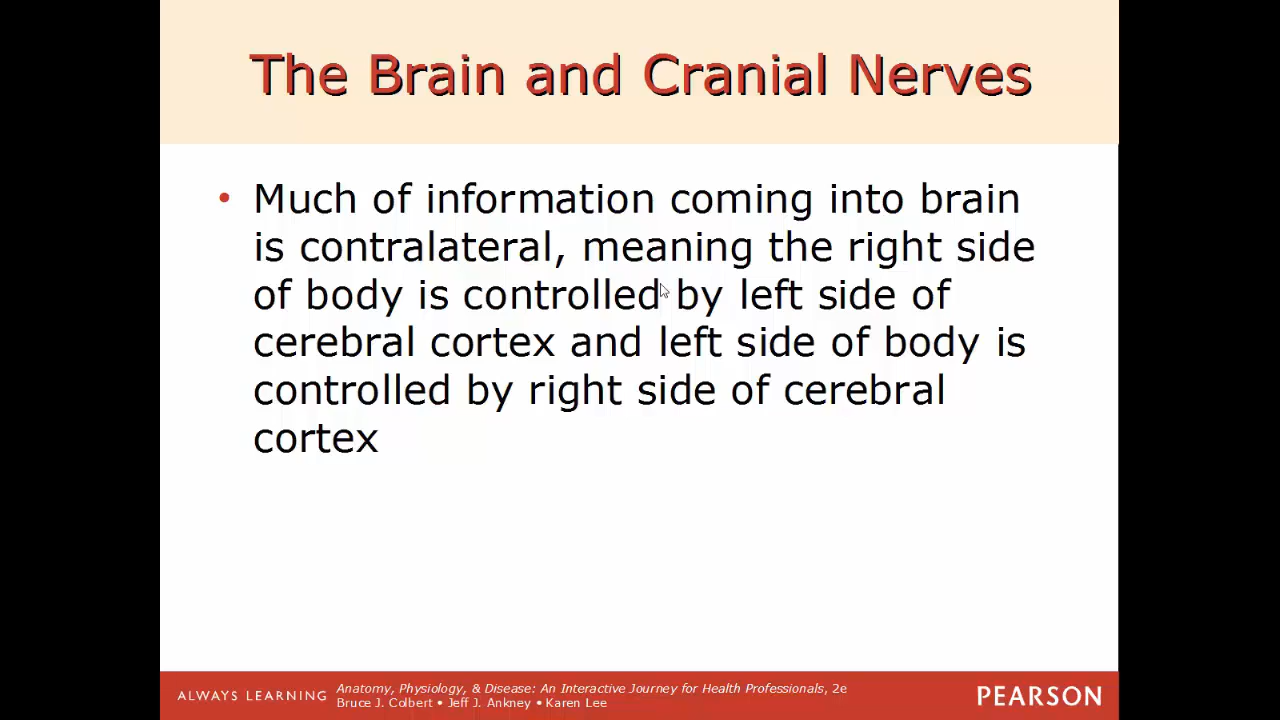 The Brain and Cranial Nerves
• Much of information coming into brain
is contralateral, meaning the right side
of body is controlled by left side of
cerebral cortex and left side of body is
controlled by right side of cerebral
cortex
ALWAYS LEARNING
Anatomy, Physiology, & Disease: An Interactive Journey for Health Professionals, 2e
Bruce J. Colbert • Jeff J. Ankney • Karen Lee
PEARSON